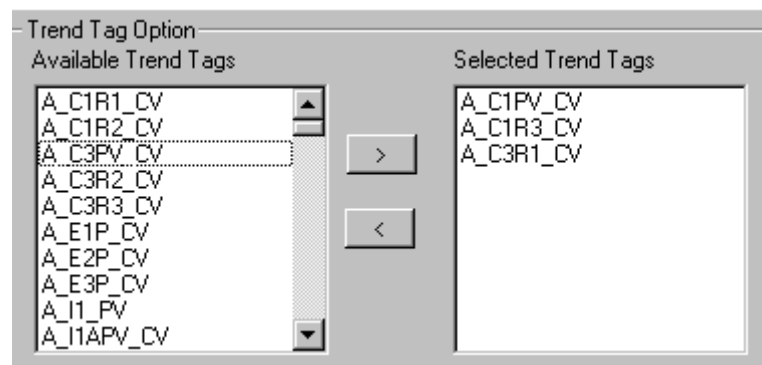 Trend Tag Option
Available Trend Tags
A_C1R1_CV
A_C1R2_CV
A_C3PV_CV
A_C3R2_CV
A_C3R3_CV
A_E1P_CV
A_E2P_CV
A_E3P_CV
A_I1_PV
A_I1APV_CV
>
<
Selected Trend Tags
A_C1PV_CV
A_C1R3_CV
A_C3R1_CV